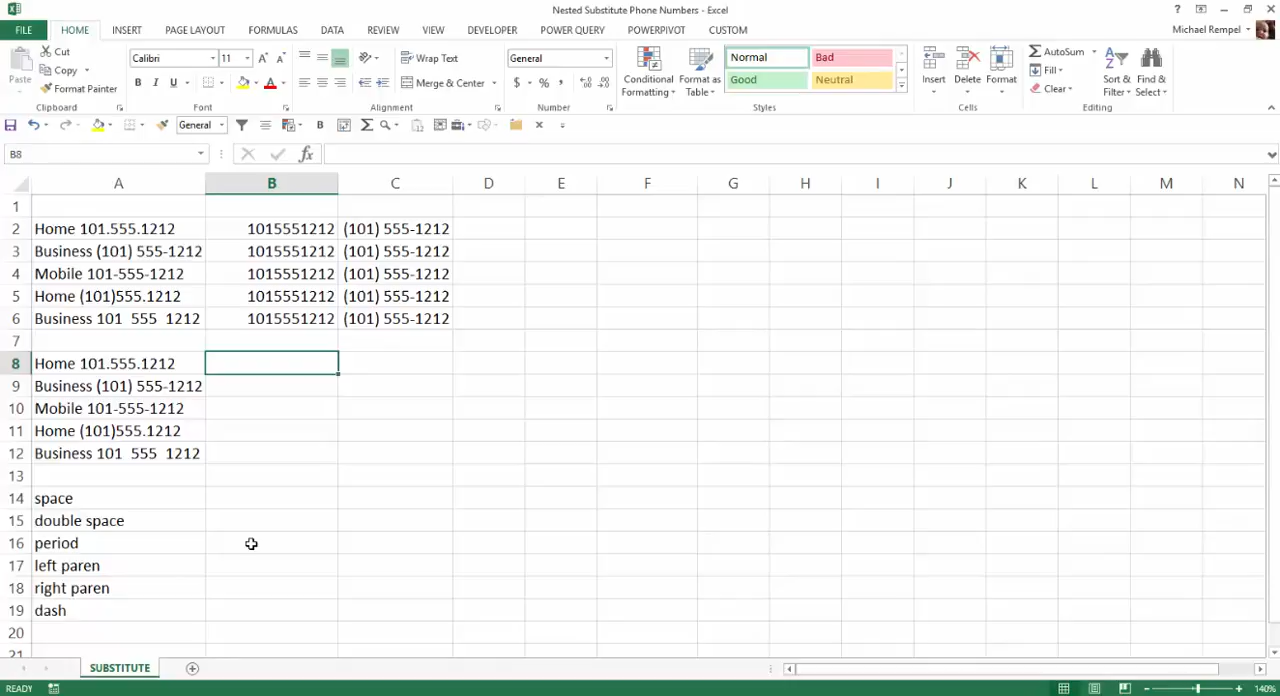 Nested Substitute Phone Numbers - Excel
?
FILE HOME INSERT PAGE LAYOUT FORMULAS DATA REVIEW VIEW DEVELOPER POWER QUERY POWERPIVOT CUSTOM Michael Rempel
Paste Cut Copy Format Painter
Calibri 11
B I U
Wrap Text
Merge & Center
General
$ % ,
Conditional Formatting Format as Table
Normal Bad
Good Neutral
Insert Delete Format
AutoSum Fill Clear
Sort & Filter Find & Select
Clipboard Font Alignment Number Styles Cells Editing
General B
B8 fx
A B C D E F G H I J K L M N
1
2 Home 101.555.1212 1015551212 (101) 555-1212
3 Business (101) 555-1212 1015551212 (101) 555-1212
4 Mobile 101-555-1212 1015551212 (101) 555-1212
5 Home (101)555.1212 1015551212 (101) 555-1212
6 Business 101  555  1212 1015551212 (101) 555-1212
7
8 Home 101.555.1212
9 Business (101) 555-1212
10 Mobile 101-555-1212
11 Home (101)555.1212
12 Business 101  555  1212
13
14 space
15 double space
16 period
17 left paren
18 right paren
19 dash
20
21
SUBSTITUTE
READY 140%